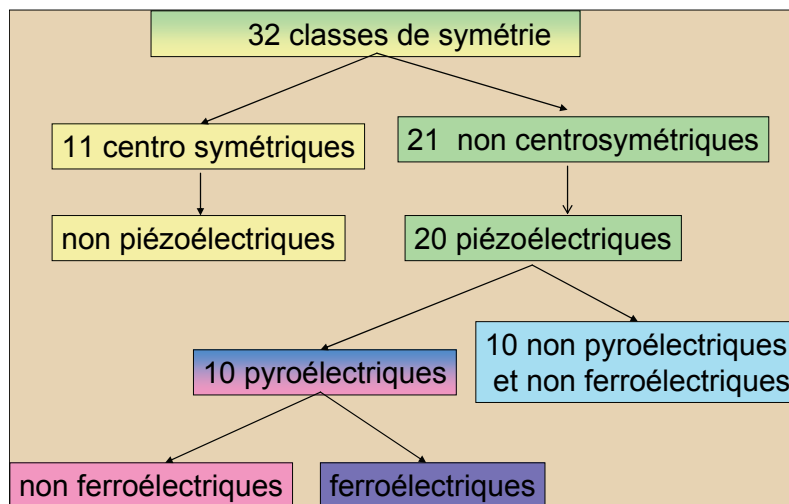 32 classes de symétrie
11 centro symétriques
21 non centrosymétriques
non piézoélectriques
20 piézoélectriques
10 pyroélectriques
10 non pyroélectriques
et non ferroélectriques
non ferroélectriques
ferroélectriques